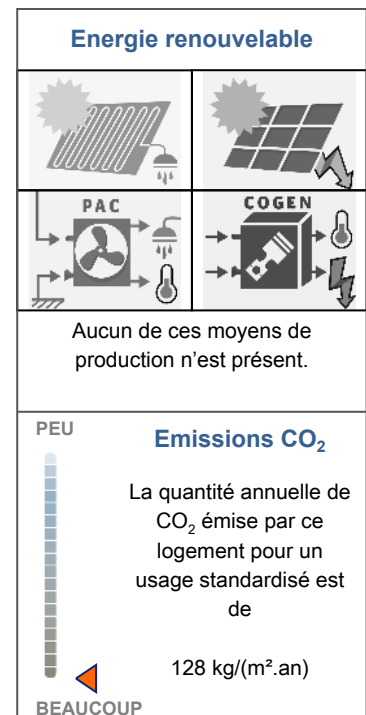 Energie renouvelable
PAC
COGEN
Aucun de ces moyens de
production n'est présent.
PEU
Emissions CO₂
La quantité annuelle de
CO₂ émise par ce
logement pour un
usage standardisé est
de
128 kg/(m².an)
BEAUCOUP